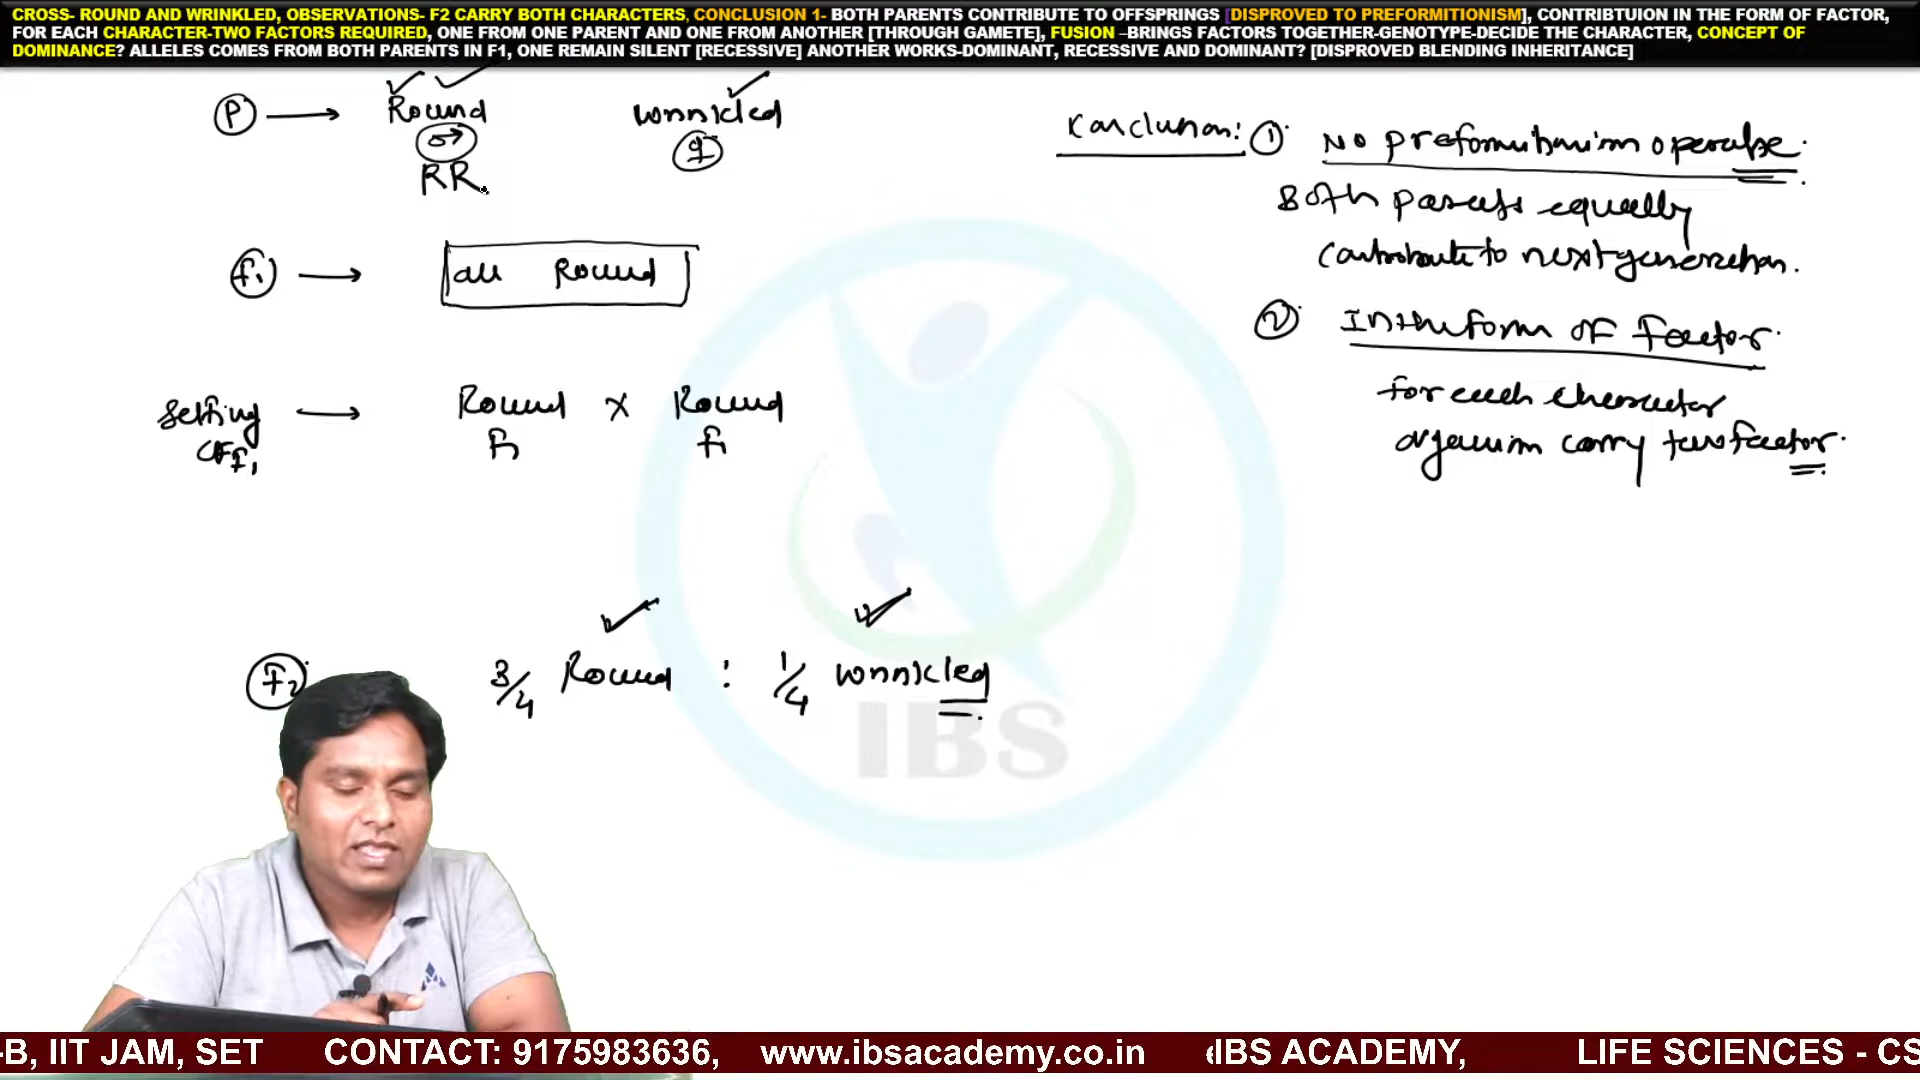 CROSS- ROUND AND WRINKLED, OBSERVATIONS- F2 CARRY BOTH CHARACTERS, CONCLUSION 1- BOTH PARENTS CONTRIBUTE TO OFFSPRINGS [DISPROVED TO PREFORMITIONISM], CONTRIBTUION IN THE FORM OF FACTOR,
FOR EACH CHARACTER-TWO FACTORS REQUIRED, ONE FROM ONE PARENT AND ONE FROM ANOTHER [THROUGH GAMETE], FUSION –BRINGS FACTORS TOGETHER-GENOTYPE-DECIDE THE CHARACTER, CONCEPT OF
DOMINANCE? ALLELES COMES FROM BOTH PARENTS IN F1, ONE REMAIN SILENT [RECESSIVE] ANOTHER WORKS-DOMINANT, RECESSIVE AND DOMINANT? [DISPROVED BLENDING INHERITANCE]
P → Round wrinkled
♂ ♀
RR
F1 → all Round
Selfing of F1 → Round × Round
F1 F1
F2 3/4 Round : 1/4 wrinkled
Conclusion: ① No preformitionism operates.
Both parents equally
contribute to next generation.
② In the form of factor.
for each character
organism carry two factor.
IBS
-B, IIT JAM, SET CONTACT: 9175983636, www.ibsacademy.co.in IBS ACADEMY, LIFE SCIENCES - CS